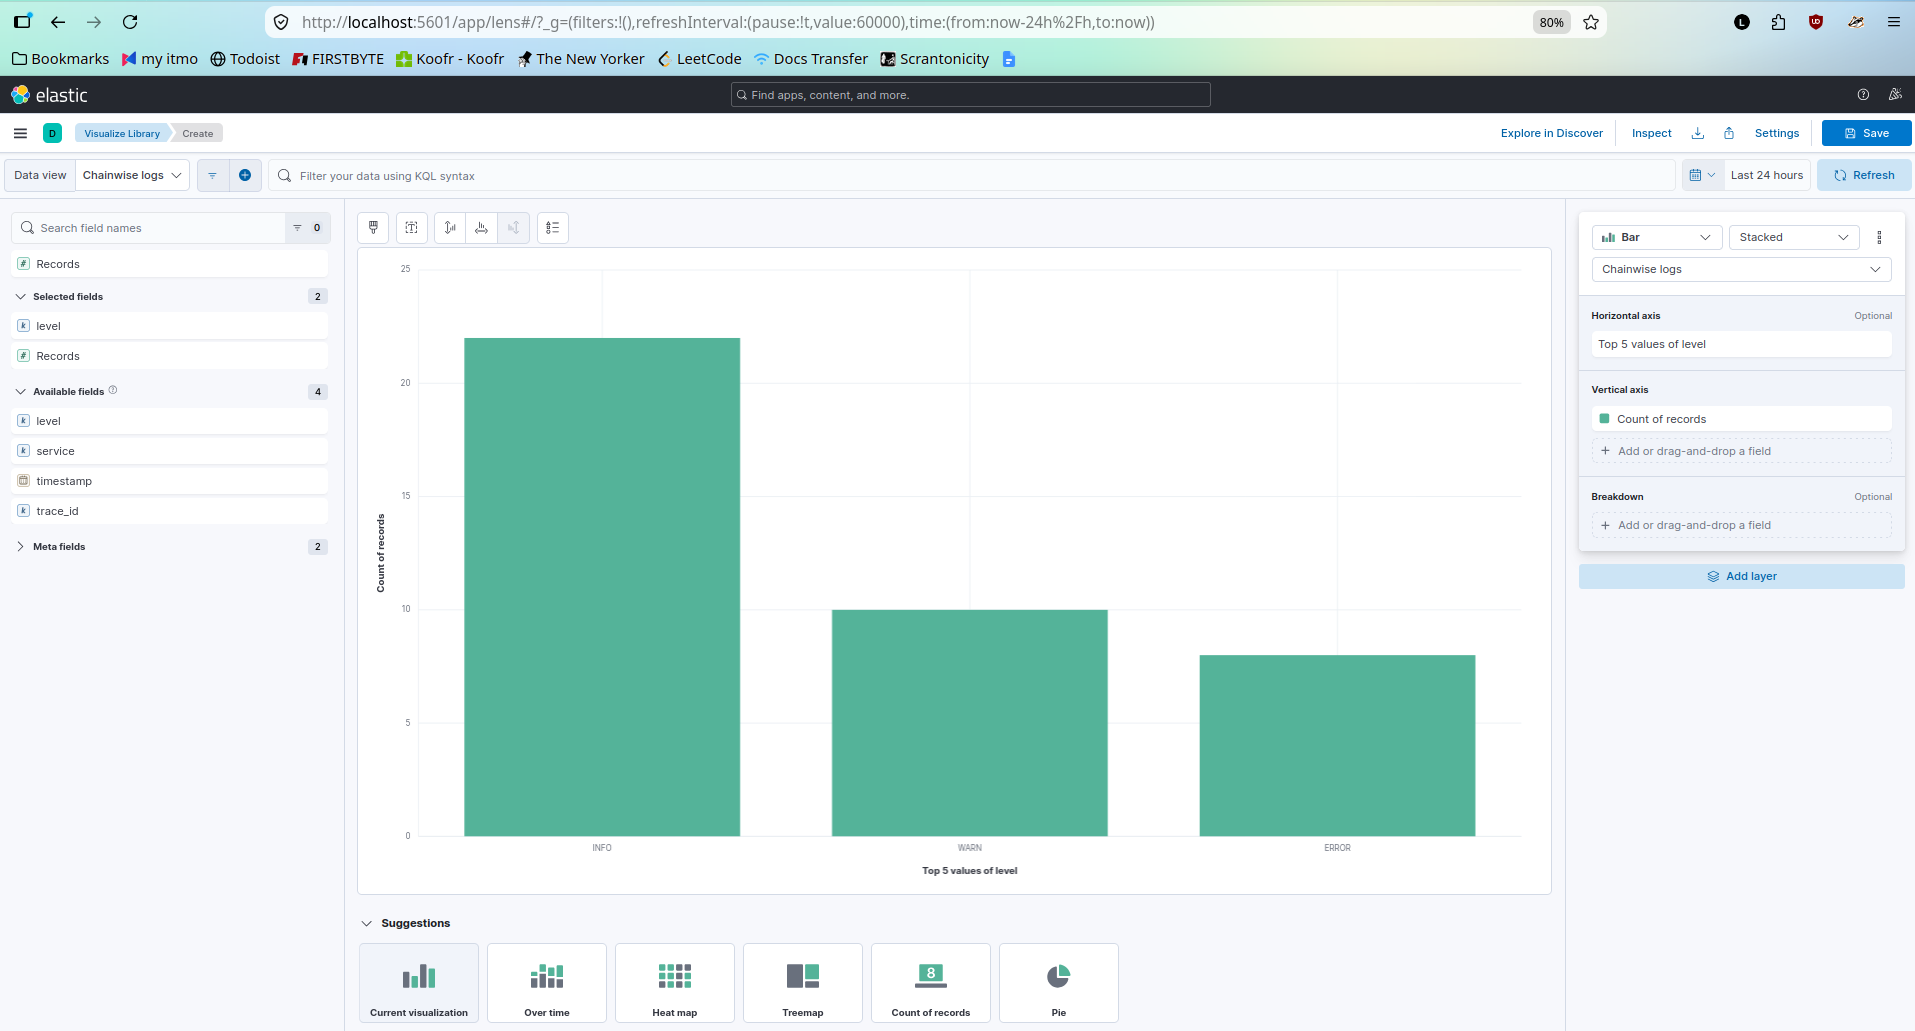 http://localhost:5601/app/lens#/?_g=(filters:!(),refreshInterval:(pause:!t,value:60000),time:(from:now-24h%2Fh,to:now))
80%
L
Bookmarks my itmo Todoist FIRSTBYTE Koofr - Koofr The New Yorker LeetCode Docs Transfer Scrantonicity
elastic
Find apps, content, and more.
D Visualize Library Create
Explore in Discover Inspect Settings Save
Data view Chainwise logs
Filter your data using KQL syntax
Last 24 hours Refresh
Search field names 0
Records
Selected fields 2
level
Records
Available fields 4
level
service
timestamp
trace_id
Meta fields 2
25
20
15
10
5
0
Count of records
INFO WARN ERROR
Top 5 values of level
Suggestions
8
Current visualization Over time Heat map Treemap Count of records Pie
Bar Stacked
Chainwise logs
Horizontal axis Optional
Top 5 values of level
Vertical axis
Count of records
+ Add or drag-and-drop a field
Breakdown Optional
+ Add or drag-and-drop a field
Add layer